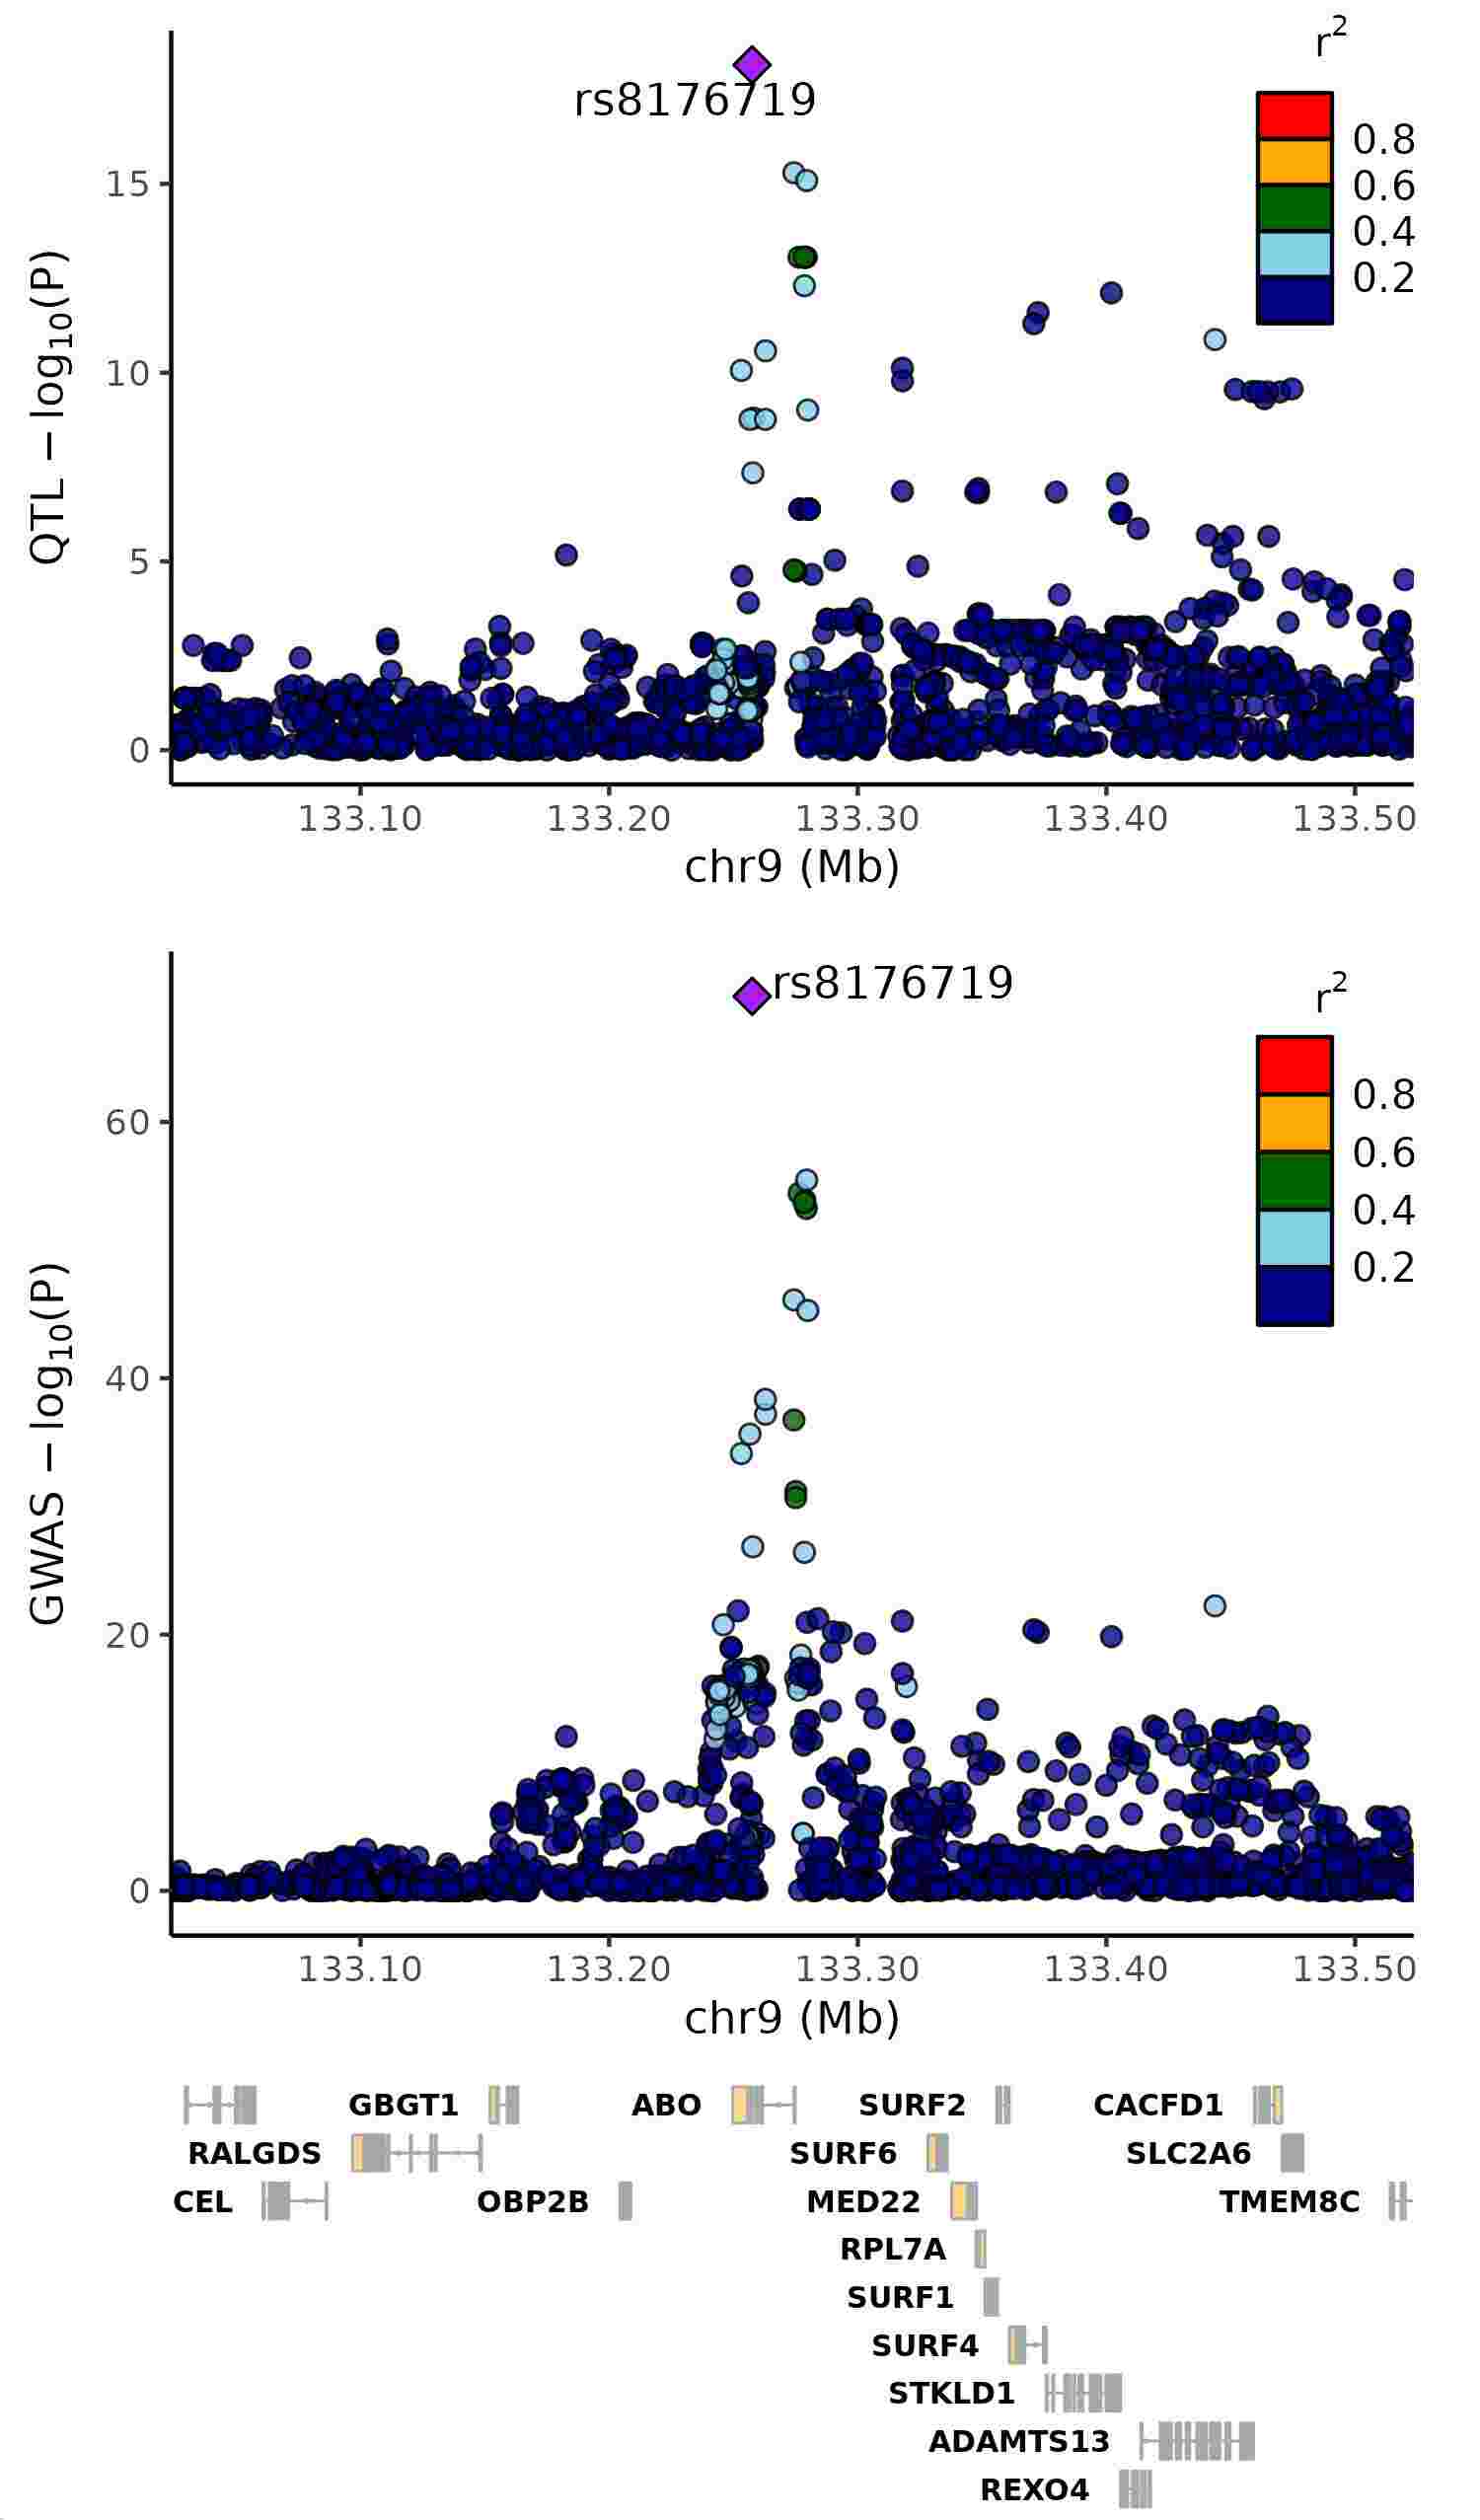 r2
rs8176719
0.8
0.6
0.4
0.2
15
10
5
0
QTL − log10(P)
133.10 133.20 133.30 133.40 133.50
chr9 (Mb)
rs8176719
r2
0.8
0.6
0.4
0.2
60
40
20
0
GWAS − log10(P)
133.10 133.20 133.30 133.40 133.50
chr9 (Mb)
GBGT1 ABO SURF2 CACFD1
RALGDS SURF6 SLC2A6
CEL OBP2B MED22 TMEM8C
RPL7A
SURF1
SURF4
STKLD1
ADAMTS13
REXO4